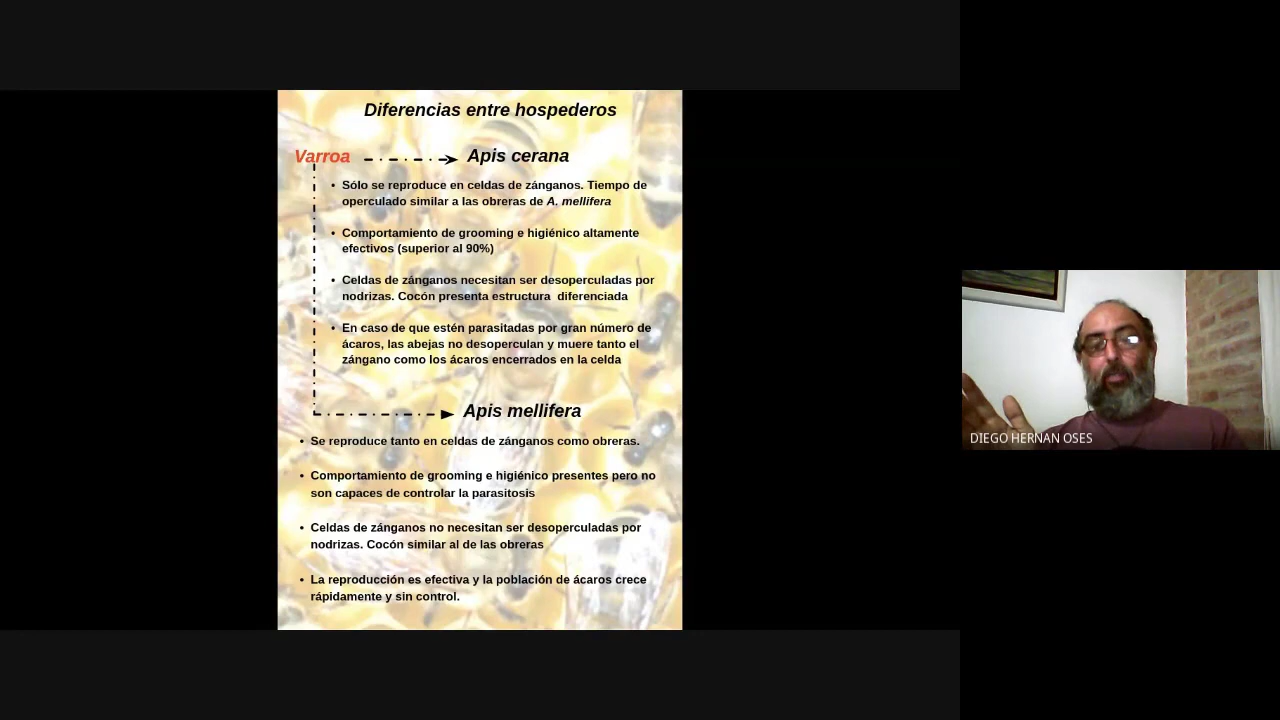 Diferencias entre hospederos
Varroa Apis cerana
• Sólo se reproduce en celdas de zánganos. Tiempo de
operculado similar a las obreras de A. mellifera
• Comportamiento de grooming e higiénico altamente
efectivos (superior al 90%)
• Celdas de zánganos necesitan ser desoperculadas por
nodrizas. Cocón presenta estructura diferenciada
• En caso de que estén parasitadas por gran número de
ácaros, las abejas no desoperculan y muere tanto el
zángano como los ácaros encerrados en la celda
Apis mellifera
• Se reproduce tanto en celdas de zánganos como obreras.
• Comportamiento de grooming e higiénico presentes pero no
son capaces de controlar la parasitosis
• Celdas de zánganos no necesitan ser desoperculadas por
nodrizas. Cocón similar al de las obreras
• La reproducción es efectiva y la población de ácaros crece
rápidamente y sin control.
DIEGO HERNAN OSES